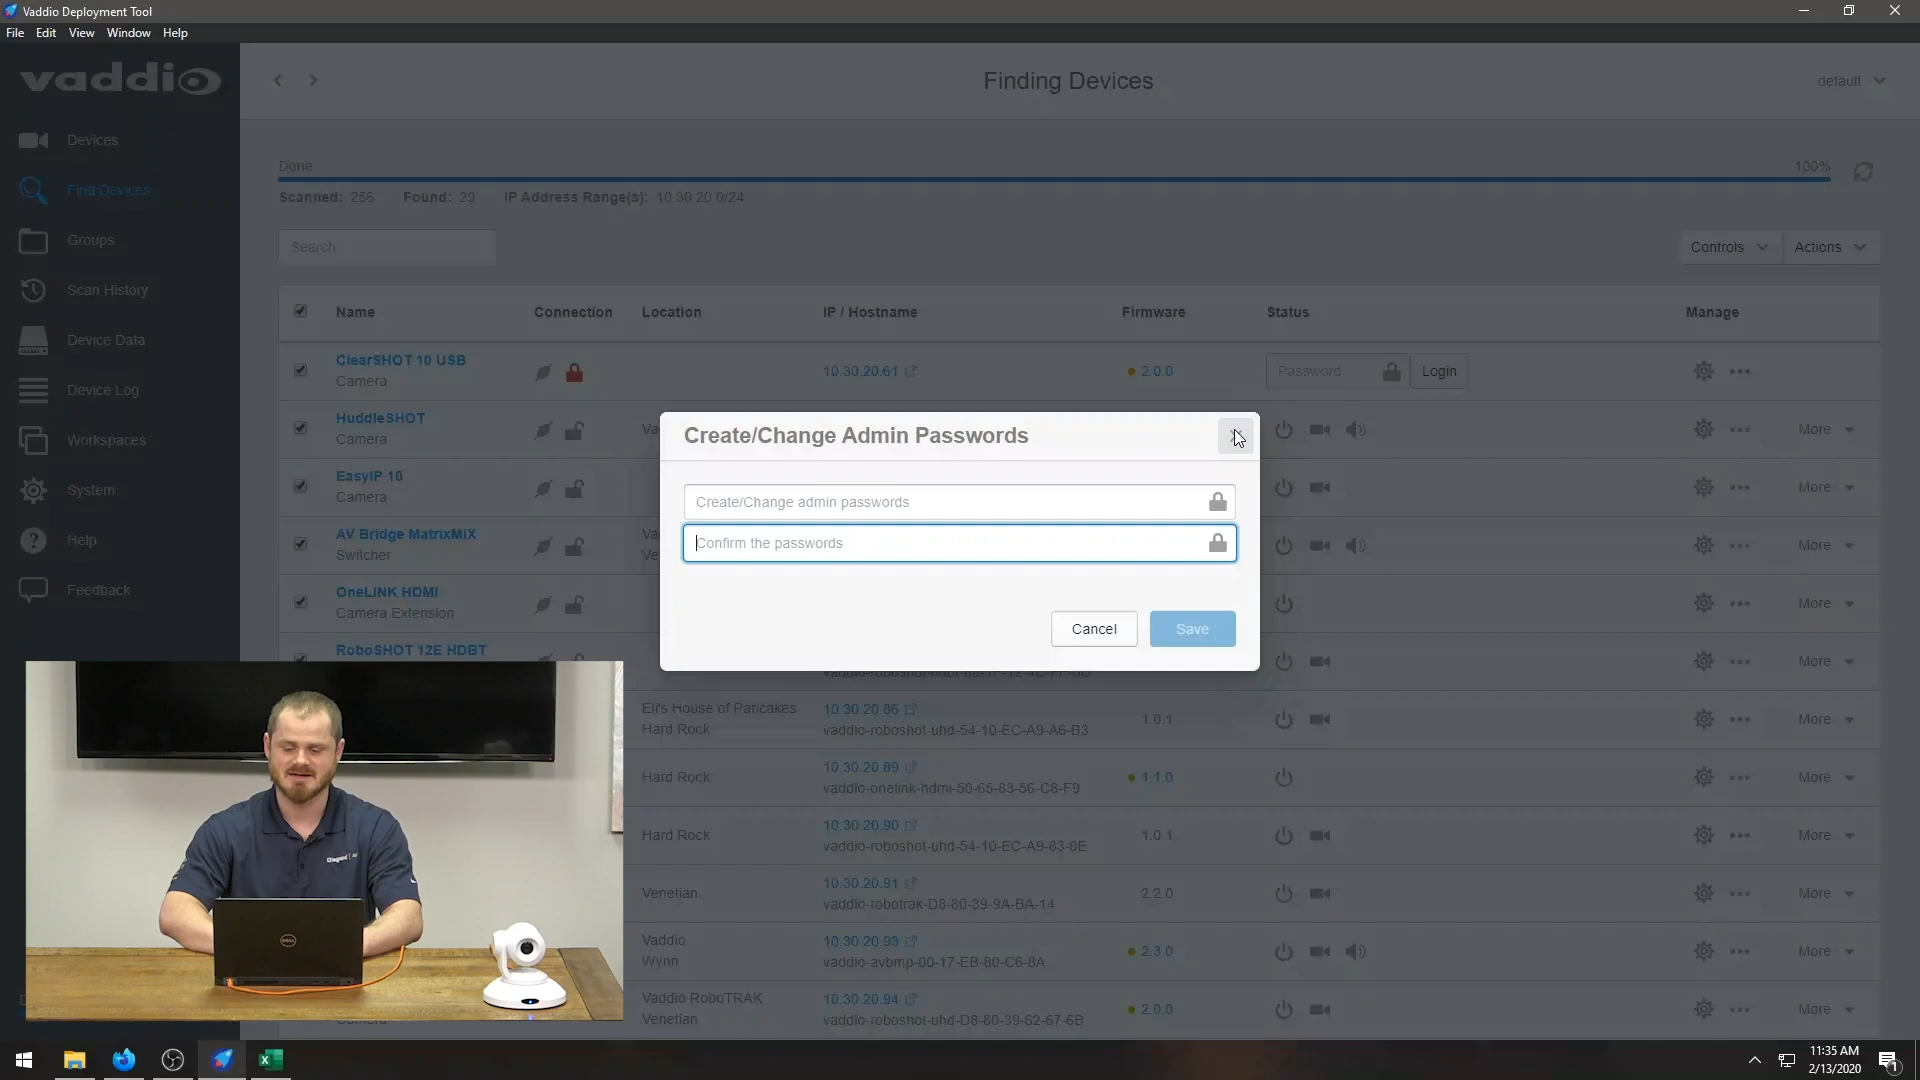 Vaddio Deployment Tool
File Edit View Window Help
vaddio
Finding Devices
default
Devices
Find Devices
Groups
Scan History
Device Data
Device Log
Workspaces
System
Help
Feedback
Done
100%
Scanned: 256 Found: 29 IP Address Range(s): 10.30.20.0/24
Search
Controls Actions
Name Connection Location IP / Hostname Firmware Status Manage
ClearSHOT 10 USB
Camera
10.30.20.61 2.0.0 Password Login
HuddleSHOT
Camera
Va
More
EasyIP 10
Camera
More
AV Bridge MatrixMIX
Switcher
Va
Ve
More
OneLINK HDMI
Camera Extension
More
RoboSHOT 12E HDBT
More
Create/Change Admin Passwords
Create/Change admin passwords
Confirm the passwords
Cancel Save
Eli's House of Pancakes
Hard Rock
10.30.20.86
vaddio-roboshot-uhd-54-10-EC-A9-A6-B3
1.0.1
More
Hard Rock
10.30.20.89
vaddio-onelink-hdmi-50-65-83-56-C8-F9
1.1.0
More
Hard Rock
10.30.20.90
vaddio-roboshot-uhd-54-10-EC-A9-83-0E
1.0.1
More
Venetian
10.30.20.91
vaddio-robotrak-D8-80-39-9A-BA-14
2.2.0
More
Vaddio
Wynn
10.30.20.93
vaddio-avbmp-00-17-EB-80-C6-8A
2.3.0
More
Vaddio RoboTRAK
Venetian
10.30.20.94
vaddio-roboshot-uhd-D8-80-39-62-67-6B
2.0.0
More
Camera
legrand
DELL
11:35 AM
2/13/2020
1